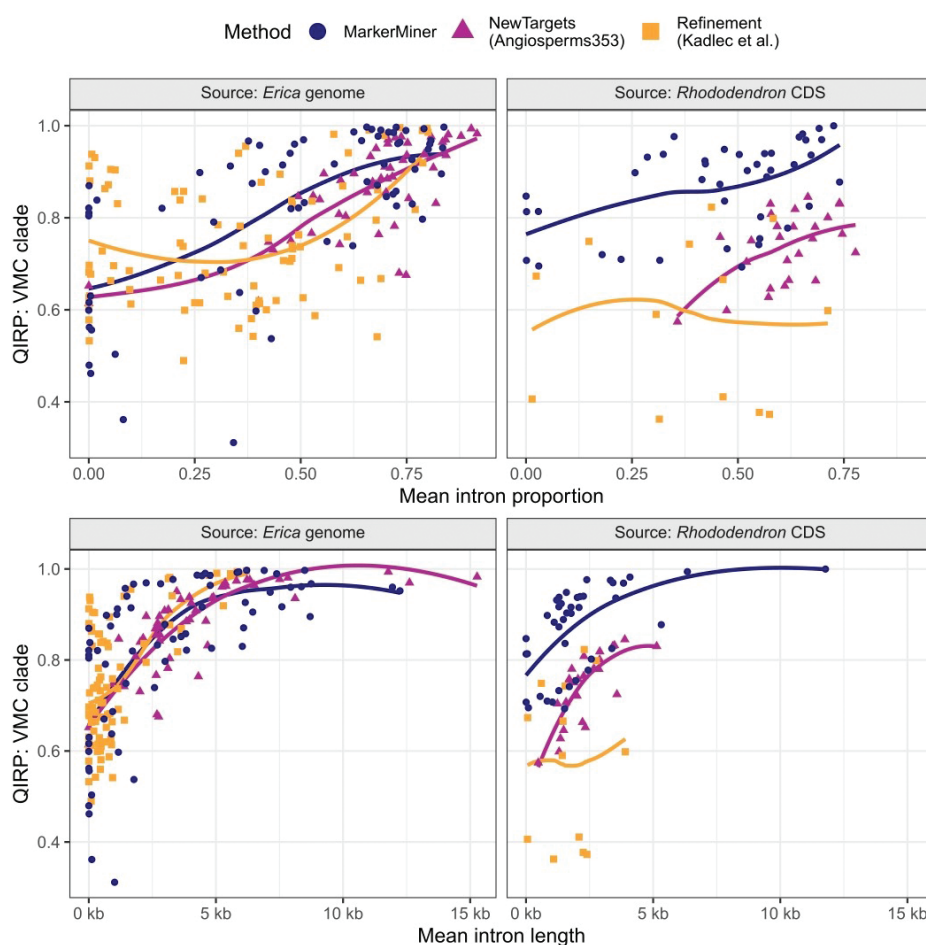 Method MarkerMiner NewTargets Refinement
(Angiosperms353) (Kadlec et al.)
Source: Erica genome Source: Rhododendron CDS
QIRP: VMC clade
1.0
0.8
0.6
0.4
0.00 0.25 0.50 0.75 0.00 0.25 0.50 0.75
Mean intron proportion
Source: Erica genome Source: Rhododendron CDS
QIRP: VMC clade
1.0
0.8
0.6
0.4
0 kb 5 kb 10 kb 15 kb 0 kb 5 kb 10 kb 15 kb
Mean intron length